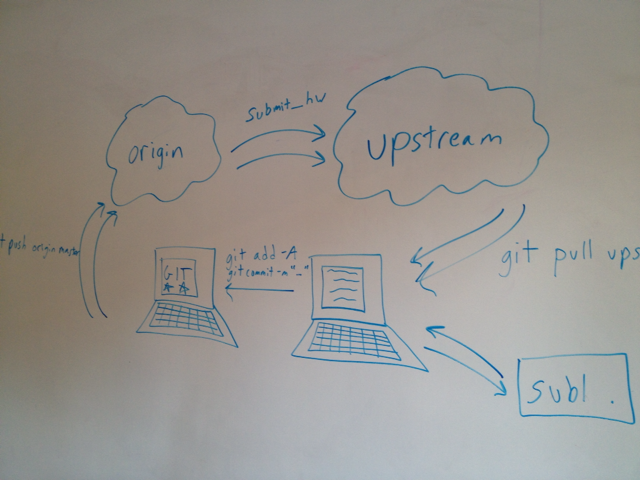 submit_hw
origin
upstream
t push origin master
git add -A
git commit -m "_"
git pull ups
GIT
subl .